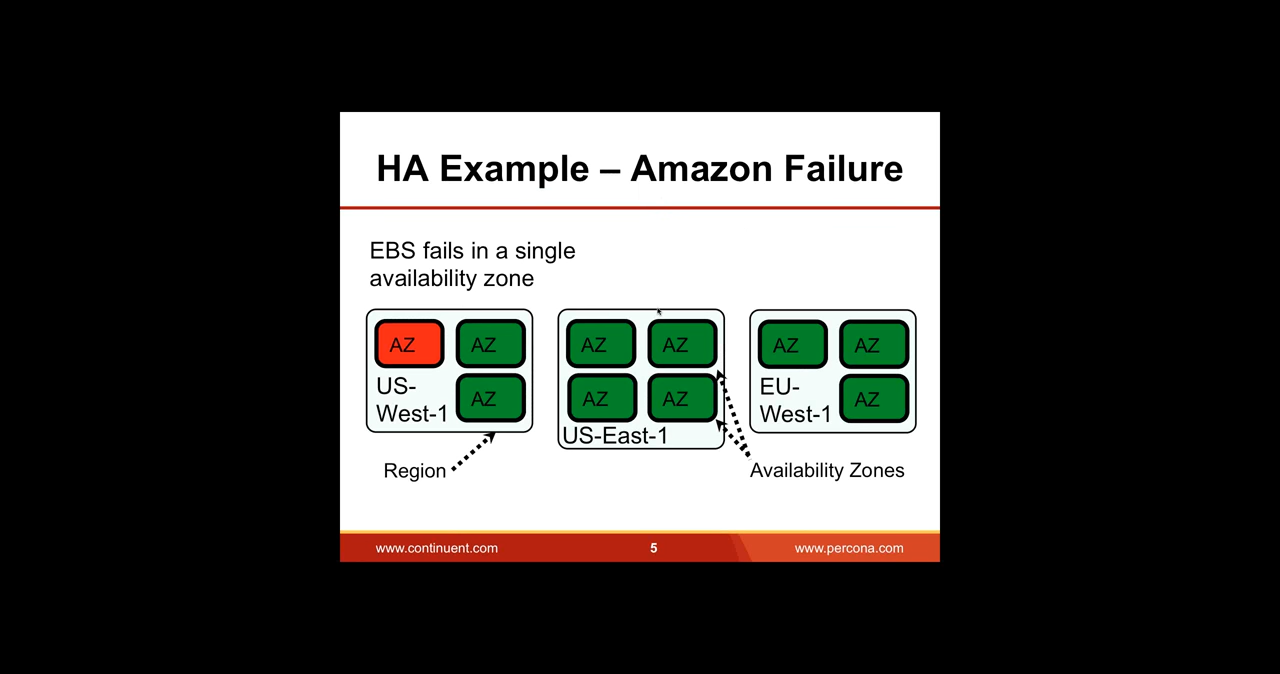 HA Example – Amazon Failure
EBS fails in a single
availability zone
AZ
AZ
AZ
US-
West-1
AZ
AZ
AZ
AZ
US-East-1
AZ
AZ
AZ
EU-
West-1
Region
Availability Zones
www.continuent.com
5
www.percona.com